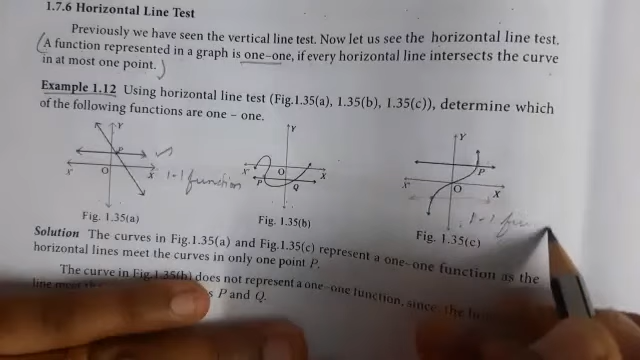 1.7.6 Horizontal Line Test
Previously we have seen the vertical line test. Now let us see the horizontal line test.
(A function represented in a graph is one–one, if every horizontal line intersects the curve
in at most one point.)
Example 1.12 Using horizontal line test (Fig.1.35(a), 1.35(b), 1.35(c)), determine which
of the following functions are one – one.
Y P X' O X 1-1 function
Y X' P O Q X
Y P X' O X 1-1
Fig. 1.35(a) Fig. 1.35(b) Fig. 1.35(c)
Solution The curves in Fig.1.35(a) and Fig.1.35(c) represent a one–one function as the
horizontal lines meet the curves in only one point P.
The curve in Fig.1.35(b) does not represent a one–one function, since, the
P and Q.